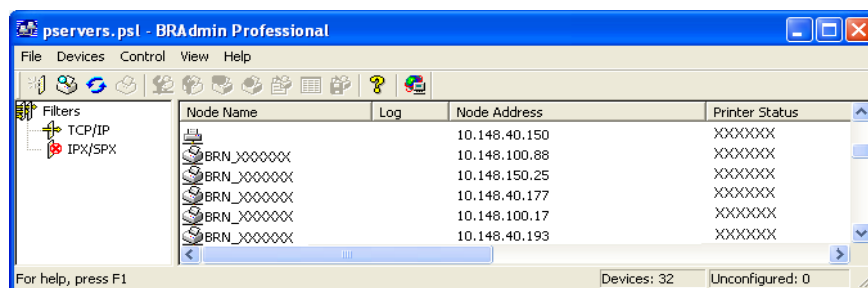 pservers.psl - BRAdmin Professional
File Devices Control View Help
Filters
TCP/IP
IPX/SPX
Node Name Log Node Address Printer Status
10.148.40.150 XXXXXX
BRN_XXXXXX 10.148.100.88 XXXXXX
BRN_XXXXXX 10.148.150.25 XXXXXX
BRN_XXXXXX 10.148.40.177 XXXXXX
BRN_XXXXXX 10.148.100.17 XXXXXX
BRN_XXXXXX 10.148.40.193 XXXXXX
For help, press F1 Devices: 32 Unconfigured: 0